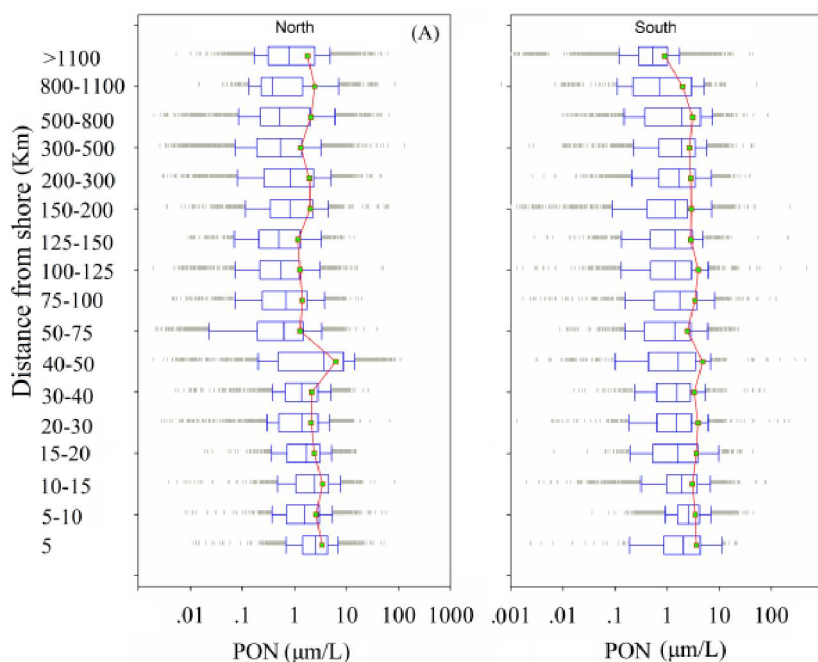 North
(A)
South
Distance from shore (Km)
>1100
800-1100
500-800
300-500
200-300
150-200
125-150
100-125
75-100
50-75
40-50
30-40
20-30
15-20
10-15
5-10
5
.01 .1 1 10 100 1000
.001 .01 .1 1 10 100
PON (µm/L)
PON (µm/L)